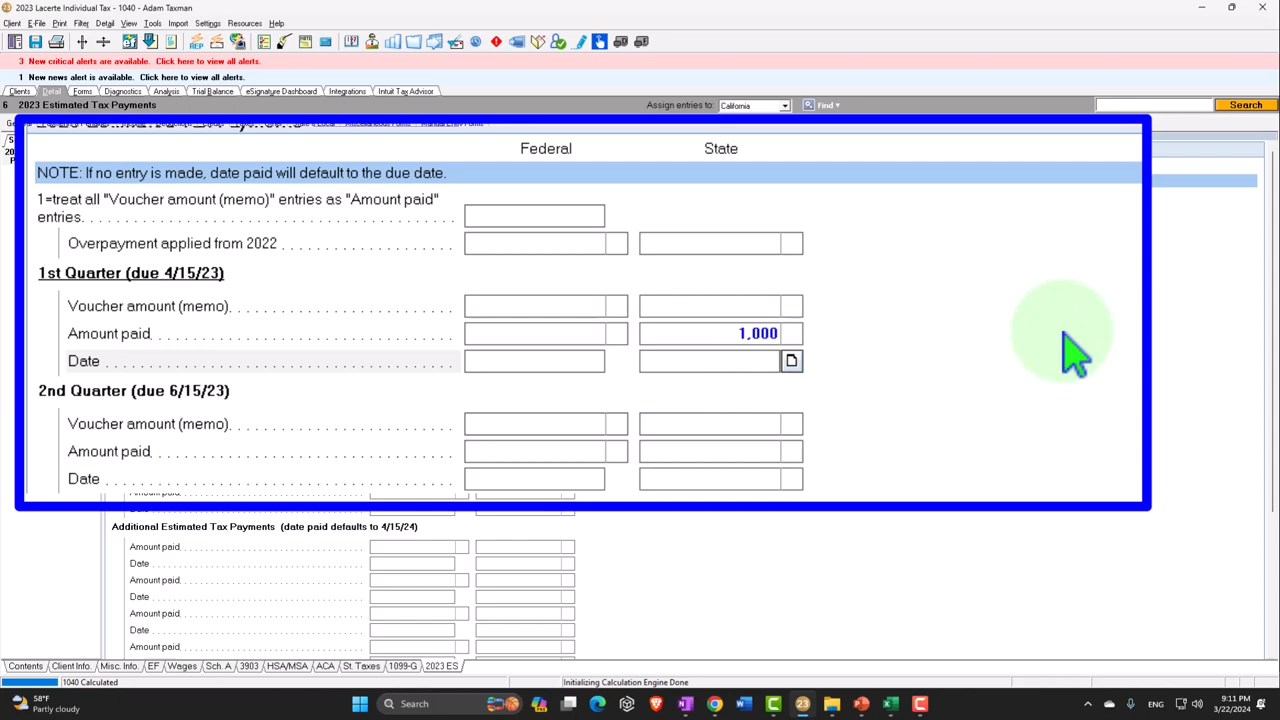 2023 Lacerte Individual Tax - 1040 - Adam Taxman
Client E-File Print Filter Detail View Tools Import Settings Resources Help
3 New critical alerts are available. Click here to view all alerts.
1 New news alert is available. Click here to view all alerts.
Clients Detail Forms Diagnostics Analysis Trial Balance eSignature Dashboard Integrations Intuit Tax Advisor
6 2023 Estimated Tax Payments Assign entries to: California Find Search
Federal State
NOTE: If no entry is made, date paid will default to the due date.
1=treat all "Voucher amount (memo)" entries as "Amount paid"
entries.
Overpayment applied from 2022
1st Quarter (due 4/15/23)
Voucher amount (memo).
Amount paid. 1,000
Date
2nd Quarter (due 6/15/23)
Voucher amount (memo).
Amount paid.
Date
Additional Estimated Tax Payments (date paid defaults to 4/15/24)
Amount paid.
Date
Amount paid.
Date
Amount paid.
Date
Amount paid.
Contents Client Info. Misc. Info. EF Wages Sch. A 3903 HSA/MSA ACA St. Taxes 1099-G 2023 ES
1040 Calculated Initializing Calculation Engine Done
58°F
Partly cloudy
Search
23
ENG
9:11 PM
3/22/2024